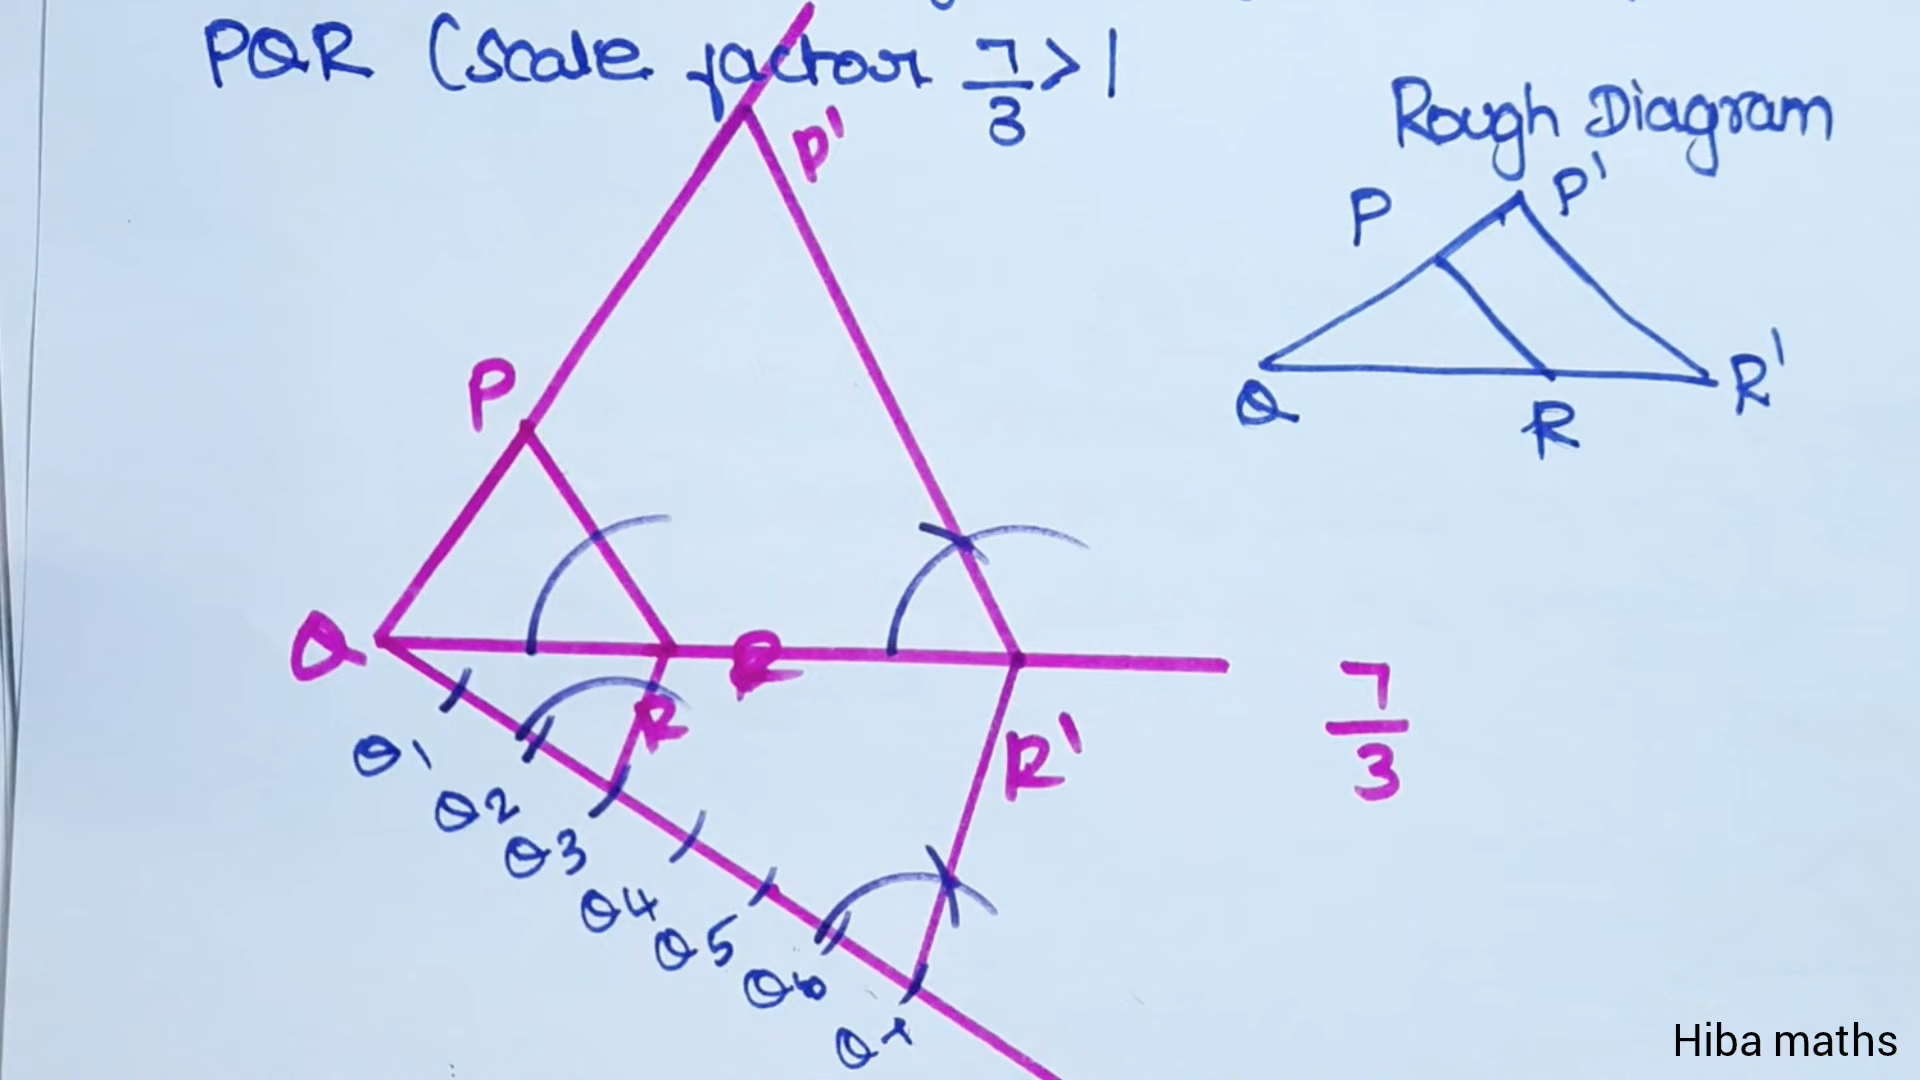 PQR (scale factor 7/3 > 1
Rough Diagram
P P'
Q R R'
P'
P
Q
R
R'
7/3
Q1
Q2
Q3
Q4
Q5
Q6
Q7
Hiba maths